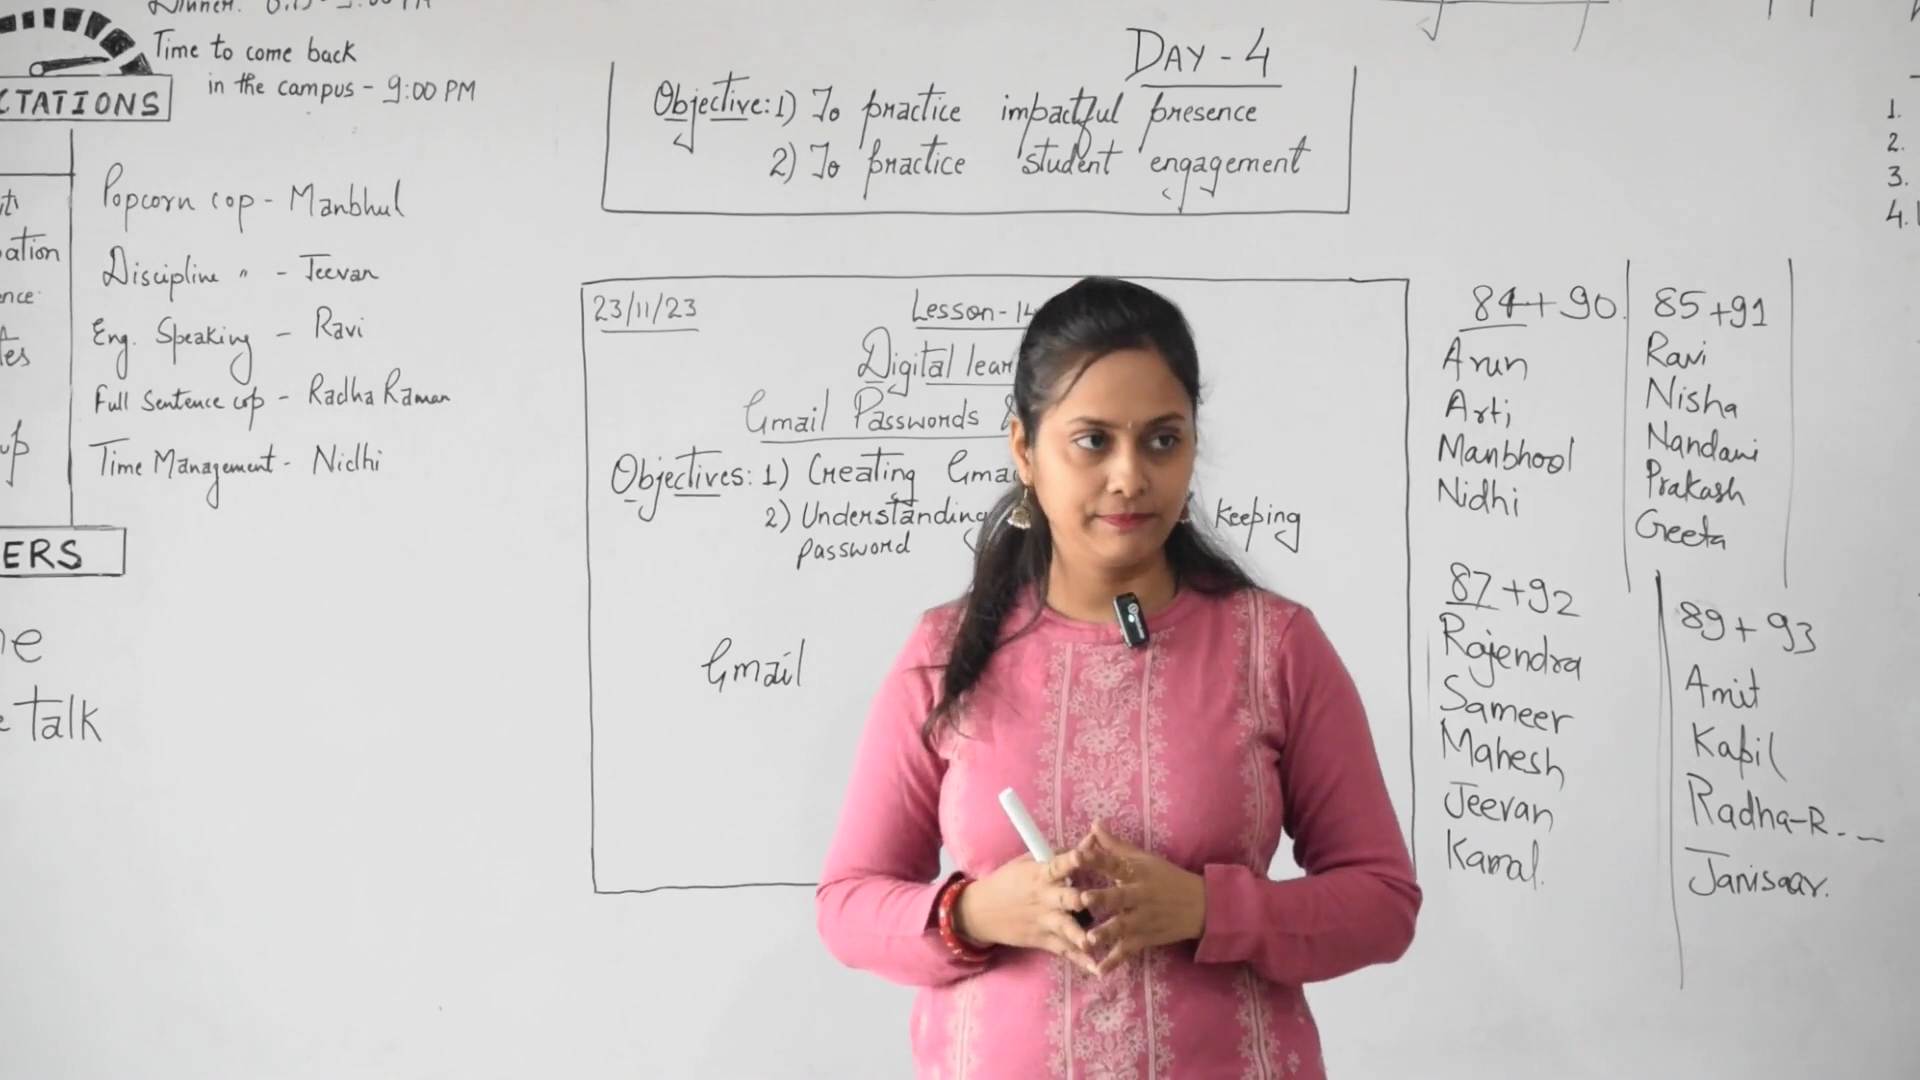 Time to come back
in the campus - 9:00 PM
CTATIONS
ation
Popcorn cop - Manbhul
Discipline " - Jeevan
Eng. Speaking - Ravi
Full Sentence cop - Radha Raman
Time Management - Nidhi
ERS
talk
DAY - 4
Objective: 1) To practice impactful presence
2) To practice student engagement
23/11/23
Lesson - 14
Digital lear
Gmail Passwords
Objectives: 1) Creating Gmai
2) Understanding keeping
password
Gmail
84 + 90
Arun
Arti
Manbhool
Nidhi
85 + 91
Ravi
Nisha
Nandani
Prakash
Geeta
87 + 92
Rajendra
Sameer
Mahesh
Jeevan
Kamal.
89 + 93
Amit
Kapil
Radha-R. --
Janisaar.
1.
2.
3.
4.